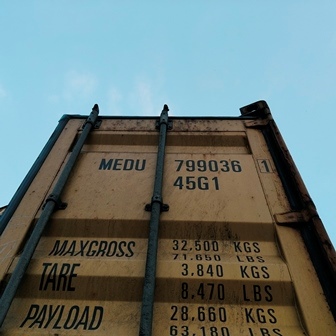 MEDU 799036 1
45G1
MAXGROSS 32.500 KGS
71.650 LBS
TARE 3.840 KGS
8.470 LBS
PAYLOAD 28,660 KGS
63,180 LBS